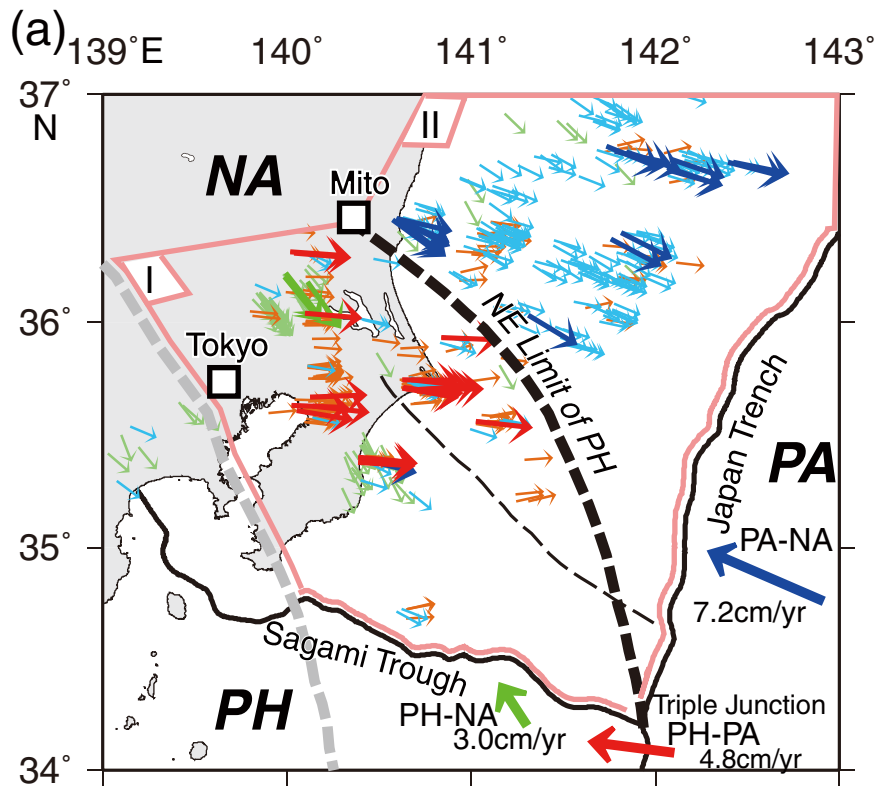 (a)
139°E 140° 141° 142° 143°
37°
N
II
NA
Mito
I
36°
Tokyo
NE Limit of PH
Japan Trench
PA
35°
PA-NA
7.2cm/yr
Sagami Trough
PH
PH-NA
3.0cm/yr
Triple Junction
PH-PA
4.8cm/yr
34°